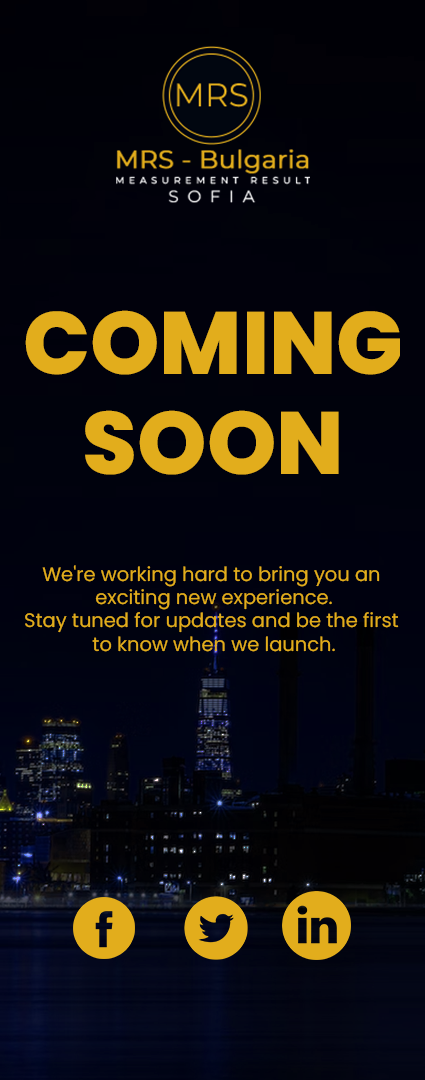 MRS
MRS - Bulgaria
MEASUREMENT RESULT
SOFIA
COMING
SOON
We're working hard to bring you an
exciting new experience.
Stay tuned for updates and be the first
to know when we launch.
f
in